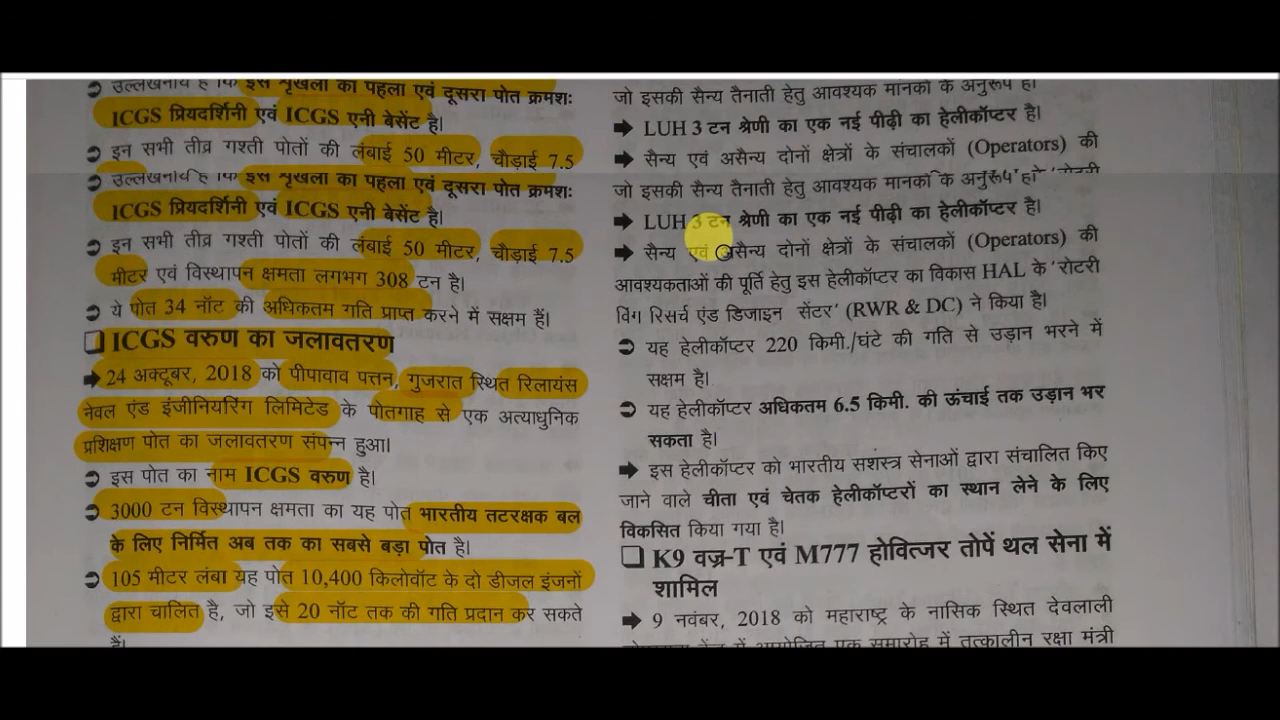 उल्लेखनीय है कि इस शृंखला का पहला एवं दूसरा पोत क्रमशः
ICGS प्रियदर्शिनी एवं ICGS एनी बेसेंट है।
इन सभी तीव्र गश्ती पोतों की लंबाई 50 मीटर, चौड़ाई 7.5
उल्लेखनीय है कि इस शृंखला का पहला एवं दूसरा पोत क्रमशः
ICGS प्रियदर्शिनी एवं ICGS एनी बेसेंट है।
इन सभी तीव्र गश्ती पोतों की लंबाई 50 मीटर, चौड़ाई 7.5
मीटर एवं विस्थापन क्षमता लगभग 308 टन है।
ये पोत 34 नॉट की अधिकतम गति प्राप्त करने में सक्षम हैं।
❑ ICGS वरुण का जलावतरण
➡ 24 अक्टूबर, 2018 को पीपावाव पत्तन, गुजरात स्थित रिलायंस
नेवल एंड इंजीनियरिंग लिमिटेड के पोतगाह से एक अत्याधुनिक
प्रशिक्षण पोत का जलावतरण संपन्न हुआ।
इस पोत का नाम ICGS वरुण है।
3000 टन विस्थापन क्षमता का यह पोत भारतीय तटरक्षक बल
के लिए निर्मित अब तक का सबसे बड़ा पोत है।
105 मीटर लंबा यह पोत 10,400 किलोवॉट के दो डीजल इंजनों
द्वारा चालित है, जो इसे 20 नॉट तक की गति प्रदान कर सकते
हैं।
जो इसकी सैन्य तैनाती हेतु आवश्यक मानकों के अनुरूप हो।
➡ LUH 3 टन श्रेणी का एक नई पीढ़ी का हेलीकॉप्टर है।
➡ सैन्य एवं असैन्य दोनों क्षेत्रों के संचालकों (Operators) की
जो इसकी सैन्य तैनाती हेतु आवश्यक मानकों के अनुरूप हो
➡ LUH 3 टन श्रेणी का एक नई पीढ़ी का हेलीकॉप्टर है।
➡ सैन्य एवं असैन्य दोनों क्षेत्रों के संचालकों (Operators) की
आवश्यकताओं की पूर्ति हेतु इस हेलीकॉप्टर का विकास HAL के 'रोटरी
विंग रिसर्च एंड डिजाइन सेंटर' (RWR & DC) ने किया है।
यह हेलीकॉप्टर 220 किमी./घंटे की गति से उड़ान भरने में
सक्षम है।
यह हेलीकॉप्टर अधिकतम 6.5 किमी. की ऊंचाई तक उड़ान भर
सकता है।
➡ इस हेलीकॉप्टर को भारतीय सशस्त्र सेनाओं द्वारा संचालित किए
जाने वाले चीता एवं चेतक हेलीकॉप्टरों का स्थान लेने के लिए
विकसित किया गया है।
❑ K9 वज्र-T एवं M777 होवित्जर तोपें थल सेना में
शामिल
➡ 9 नवंबर, 2018 को महाराष्ट्र के नासिक स्थित देवलाली
में आयोजित एक समारोह में तत्कालीन रक्षा मंत्री